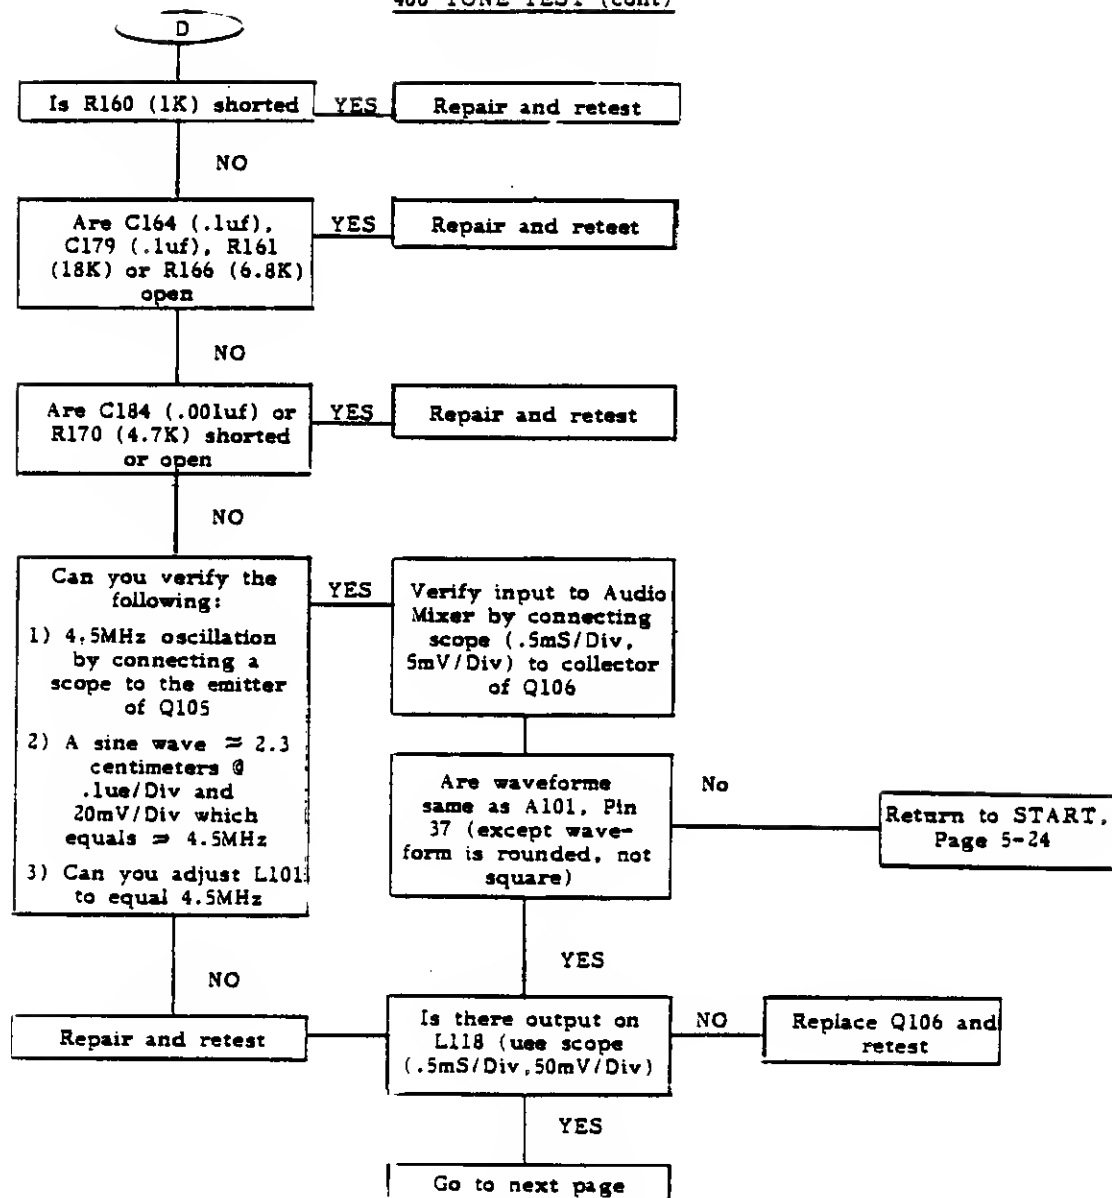 400 TONE TEST (cont)
D
Is R160 (1K) shorted
YES
Repair and retest
NO
Are C164 (.1uf),
C179 (.1uf), R161
(18K) or R166 (6.8K)
open
YES
Repair and reteet
NO
Are C184 (.001uf) or
R170 (4.7K) shorted
or open
YES
Repair and retest
NO
Can you verify the
following:
1) 4.5MHz oscillation
by connecting a
scope to the emitter
of Q105
2) A sine wave ≈ 2.3
centimeters @
.1ue/Div and
20mV/Div which
equals ≈ 4.5MHz
3) Can you adjust L101
to equal 4.5MHz
YES
Verify input to Audio
Mixer by connecting
scope (.5mS/Div,
5mV/Div) to collector
of Q106
Are waveforme
same as A101, Pin
37 (except wave-
form is rounded, not
square)
No
Return to START,
Page 5-24
YES
NO
Repair and retest
Is there output on
L118 (uee scope
(.5mS/Div,50mV/Div)
NO
Replace Q106 and
retest
YES
Go to next page